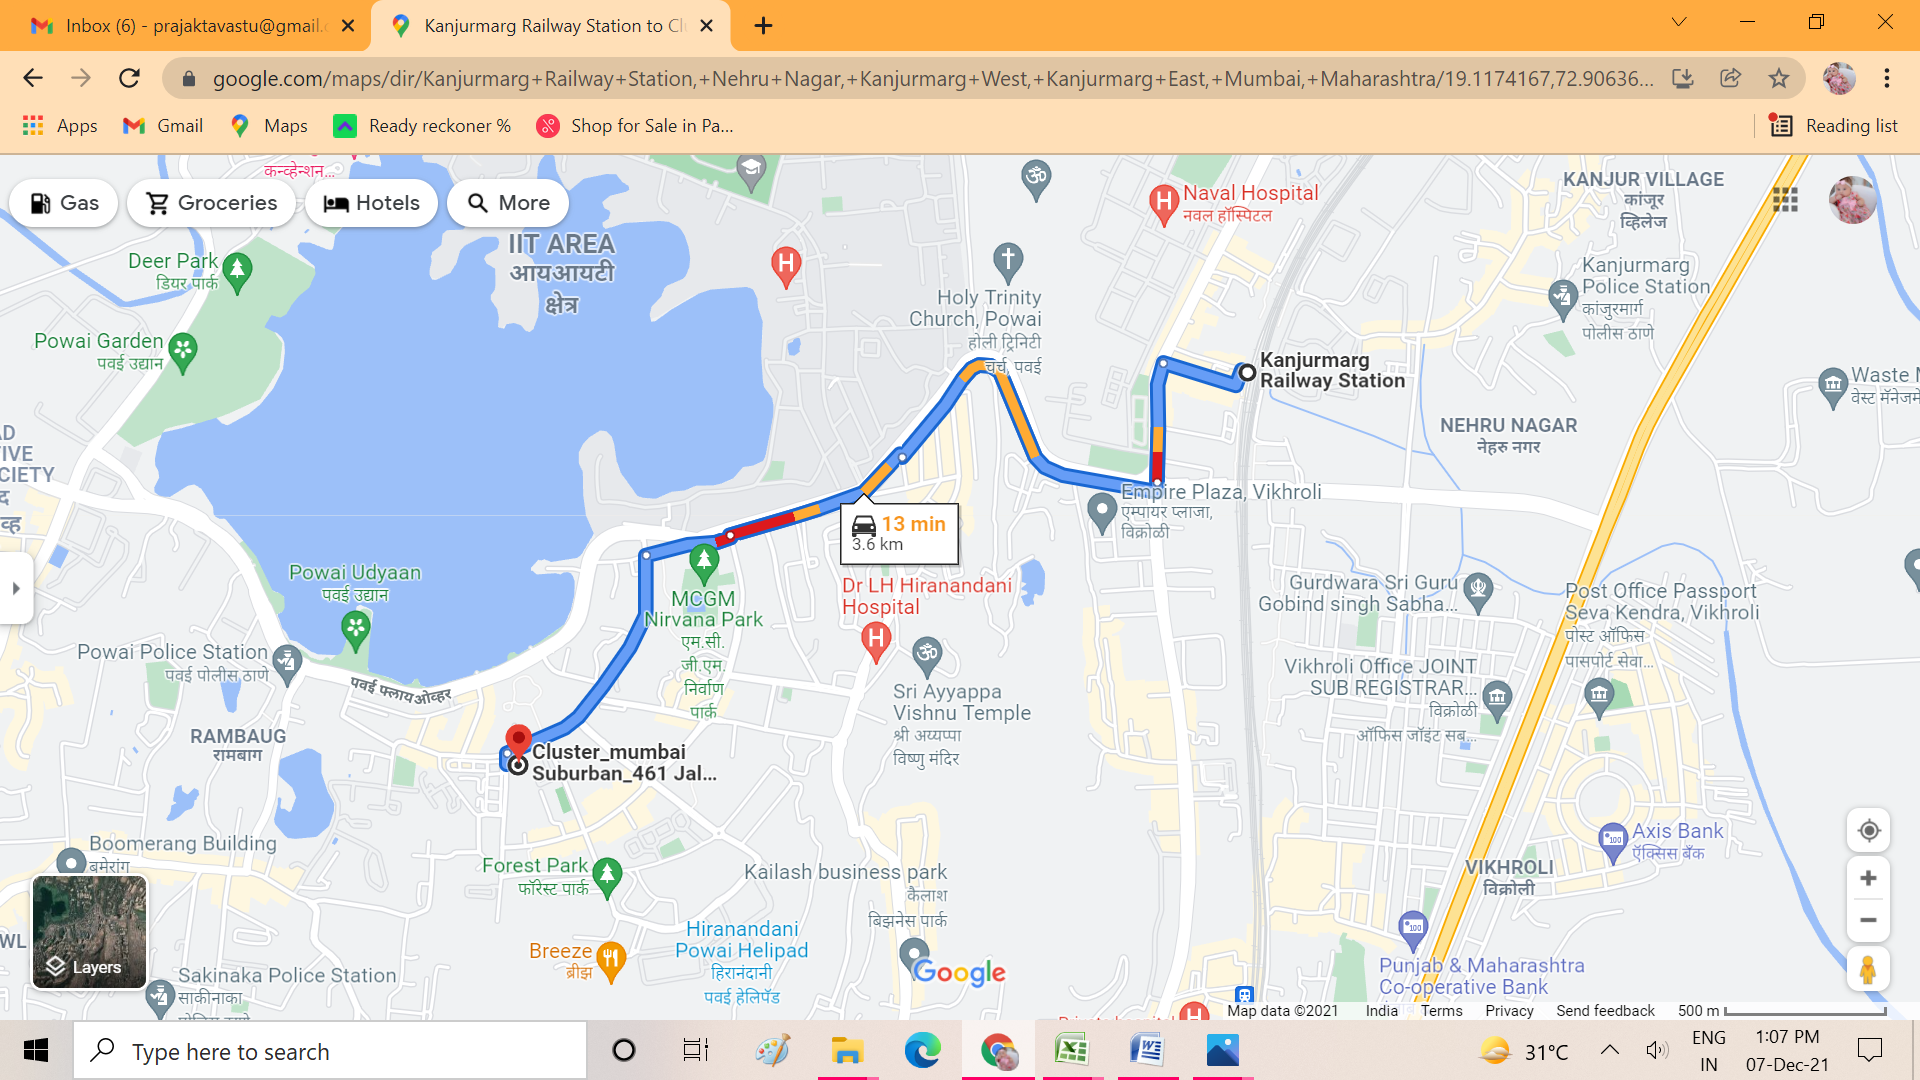 Inbox (6) - prajaktavastu@gmail.
Kanjurmarg Railway Station to Cl
google.com/maps/dir/Kanjurmarg+Railway+Station,+Nehru+Nagar,+Kanjurmarg+West,+Kanjurmarg+East,+Mumbai,+Maharashtra/19.1174167,72.90636...
Apps
Gmail
Maps
Ready reckoner %
Shop for Sale in Pa...
Reading list
कन्व्हेन्शन...
Gas
Groceries
Hotels
More
IIT AREA
आयआयटी
क्षेत्र
Deer Park
डियर पार्क
Powai Garden
पवई उद्यान
Naval Hospital
नवल हॉस्पिटल
KANJUR VILLAGE
कांजूर
व्हिलेज
Kanjurmarg
Police Station
कांजुरमार्ग
पोलीस ठाणे
Holy Trinity
Church, Powai
होली ट्रिनिटी
चर्च, पवई
Kanjurmarg
Railway Station
Waste M
वेस्ट मॅनेजमे
NEHRU NAGAR
नेहरु नगर
AD
TIVE
CIETY
Empire Plaza, Vikhroli
एम्पायर प्लाजा,
विक्रोळी
13 min
3.6 km
Powai Udyaan
पवई उद्यान
MCGM
Nirvana Park
एम.सी.
जी.एम.
निर्वाण
पार्क
Dr LH Hiranandani
Hospital
Gurdwara Sri Guru
Gobind singh Sabha...
Post Office Passport
Seva Kendra, Vikhroli
पोस्ट ऑफिस
पासपोर्ट सेवा...
Powai Police Station
पवई पोलीस ठाणे
पवई फ्लायओव्हर
Sri Ayyappa
Vishnu Temple
श्री अय्यप्पा
विष्णु मंदिर
Vikhroli Office JOINT
SUB REGISTRAR...
विक्रोळी
ऑफिस जॉइंट सब...
RAMBAUG
रामबाग
Cluster_mumbai
Suburban_461 Jal...
Boomerang Building
बूमेरांग
Forest Park
फॉरेस्ट पार्क
Kailash business park
कैलाश
बिझनेस पार्क
Axis Bank
ऍक्सिस बँक
VIKHROLI
विक्रोली
Hiranandani
Powai Helipad
हिरानंदानी
पवई हेलिपॅड
Breeze
ब्रीझ
WL
Layers
Sakinaka Police Station
साकीनाका
Punjab & Maharashtra
Co-operative Bank
Google
Map data ©2021
India
Terms
Privacy
Send feedback
500 m
Type here to search
31°C
ENG
IN
1:07 PM
07-Dec-21